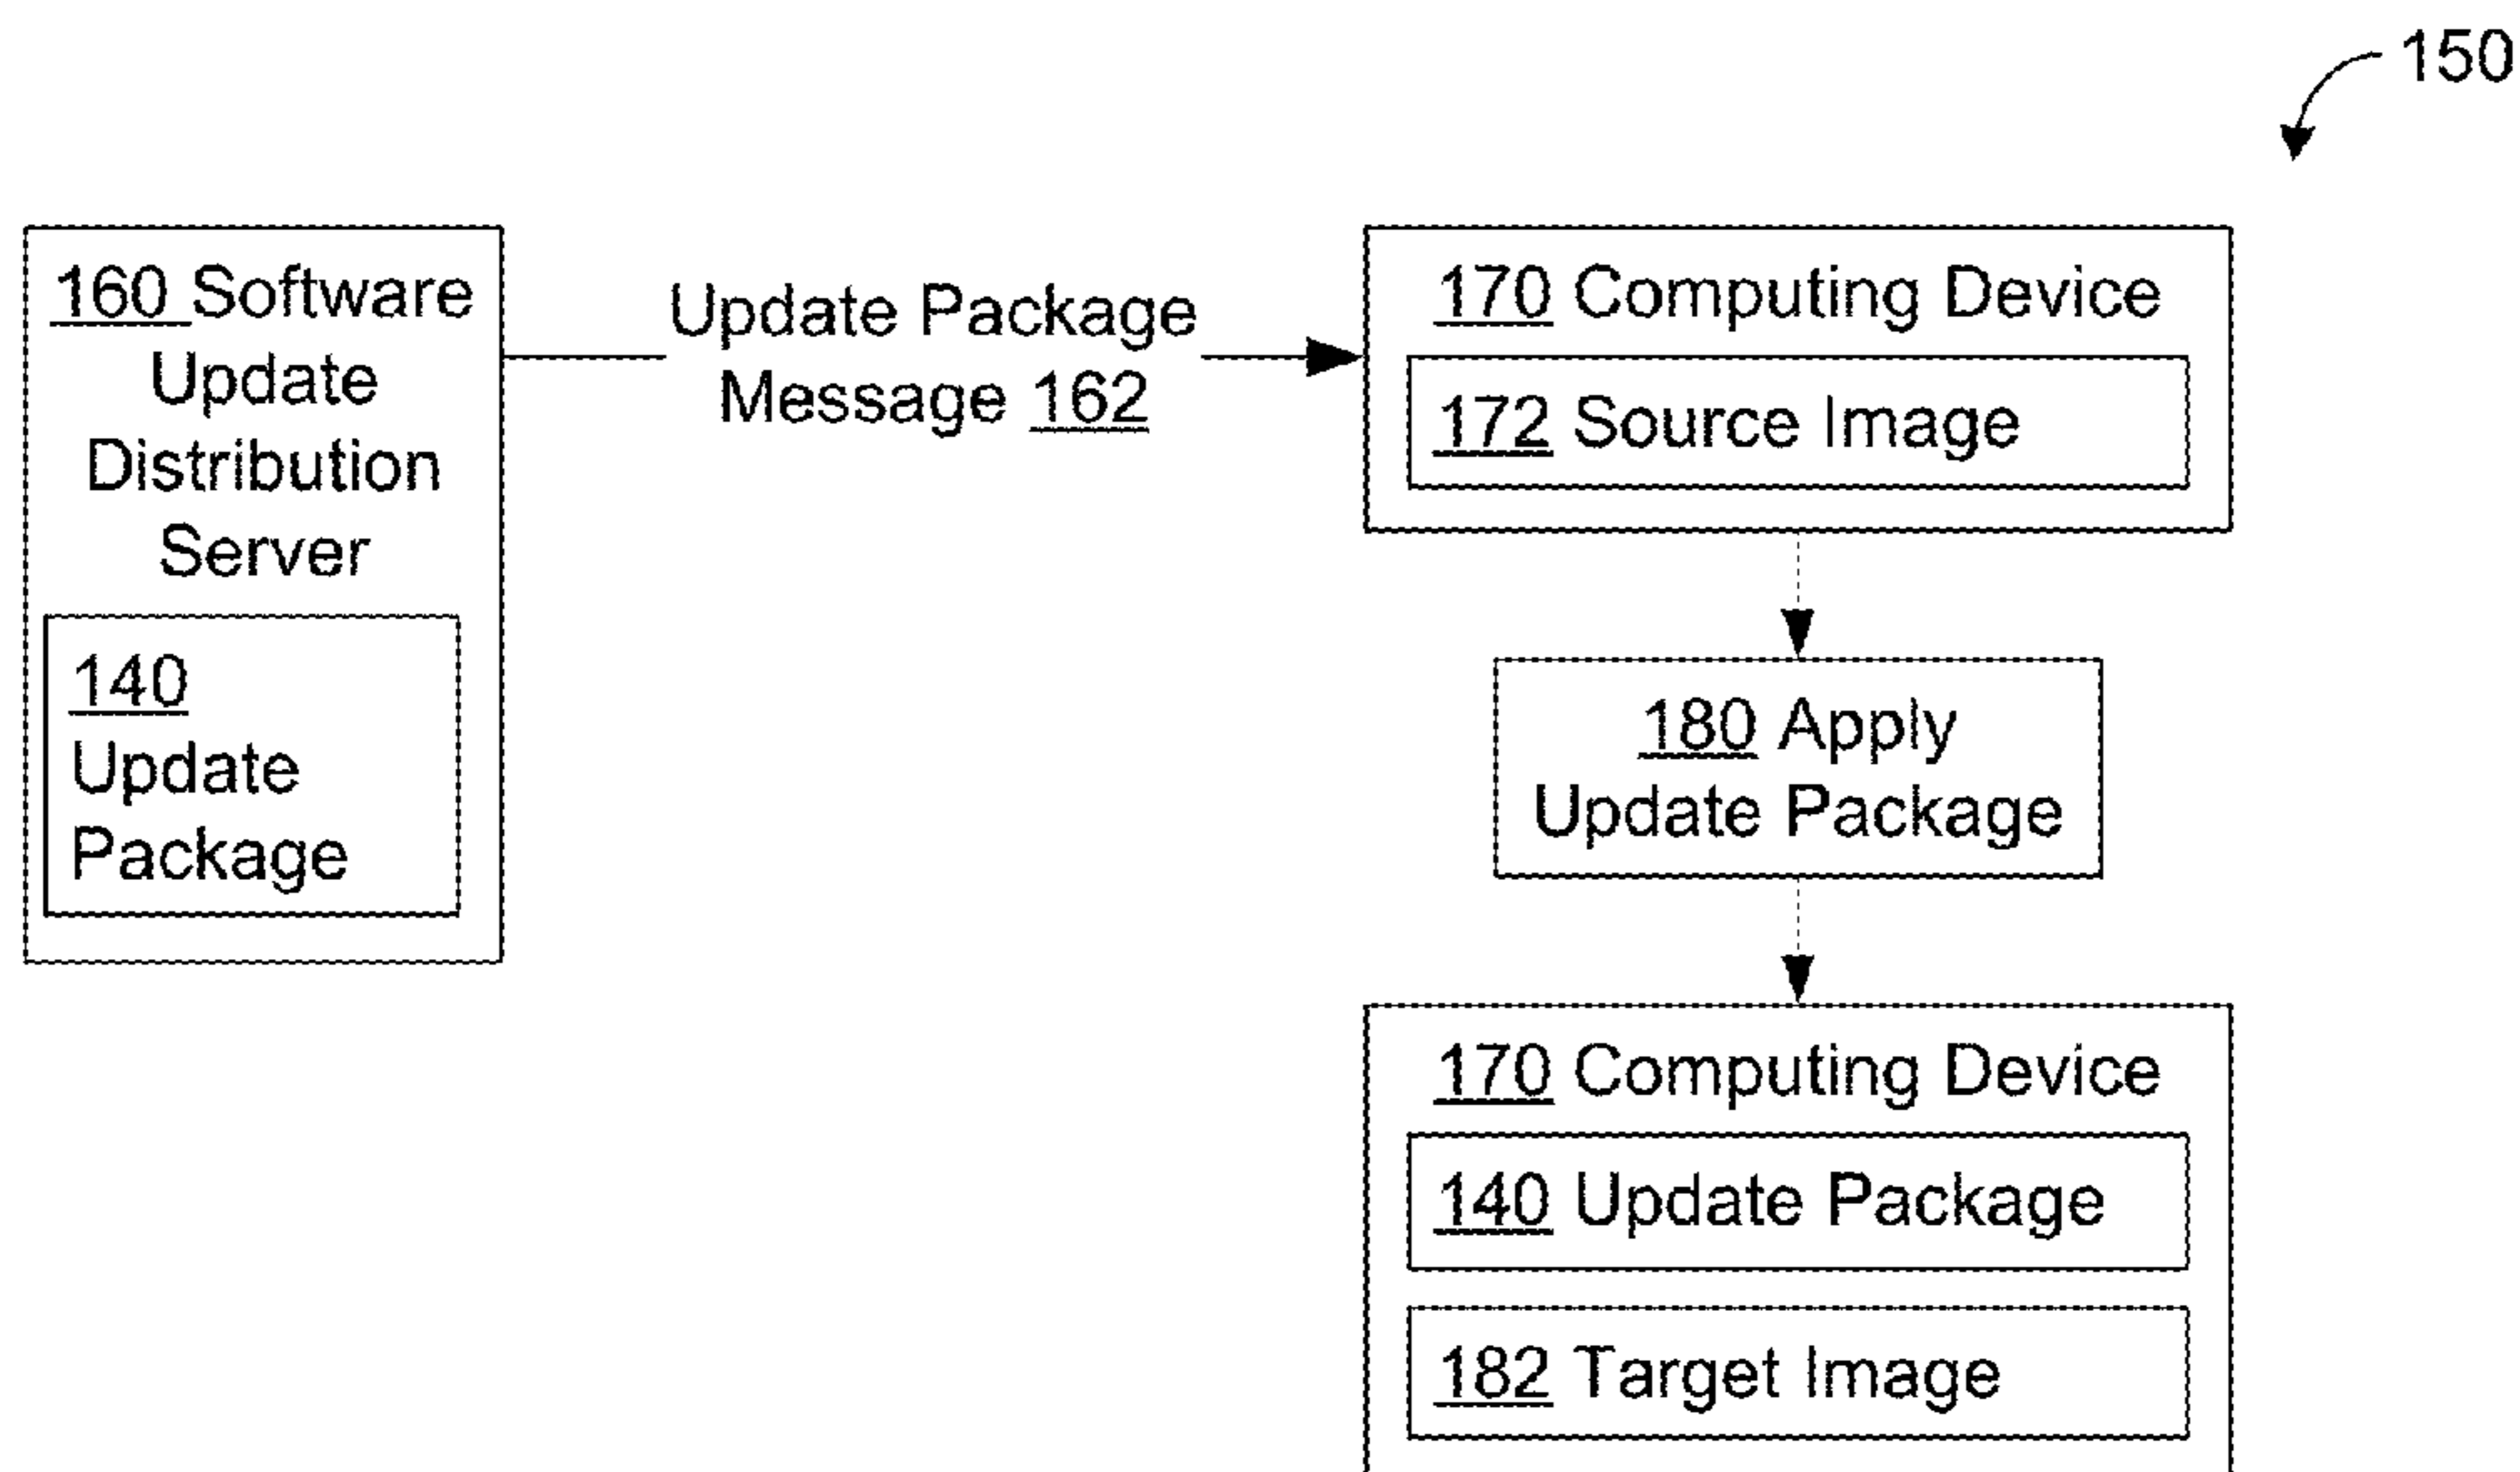 150
160 Software
Update
Distribution
Server
140
Update
Package
Update Package
Message 162
170 Computing Device
172 Source Image
180 Apply
Update Package
170 Computing Device
140 Update Package
182 Target Image